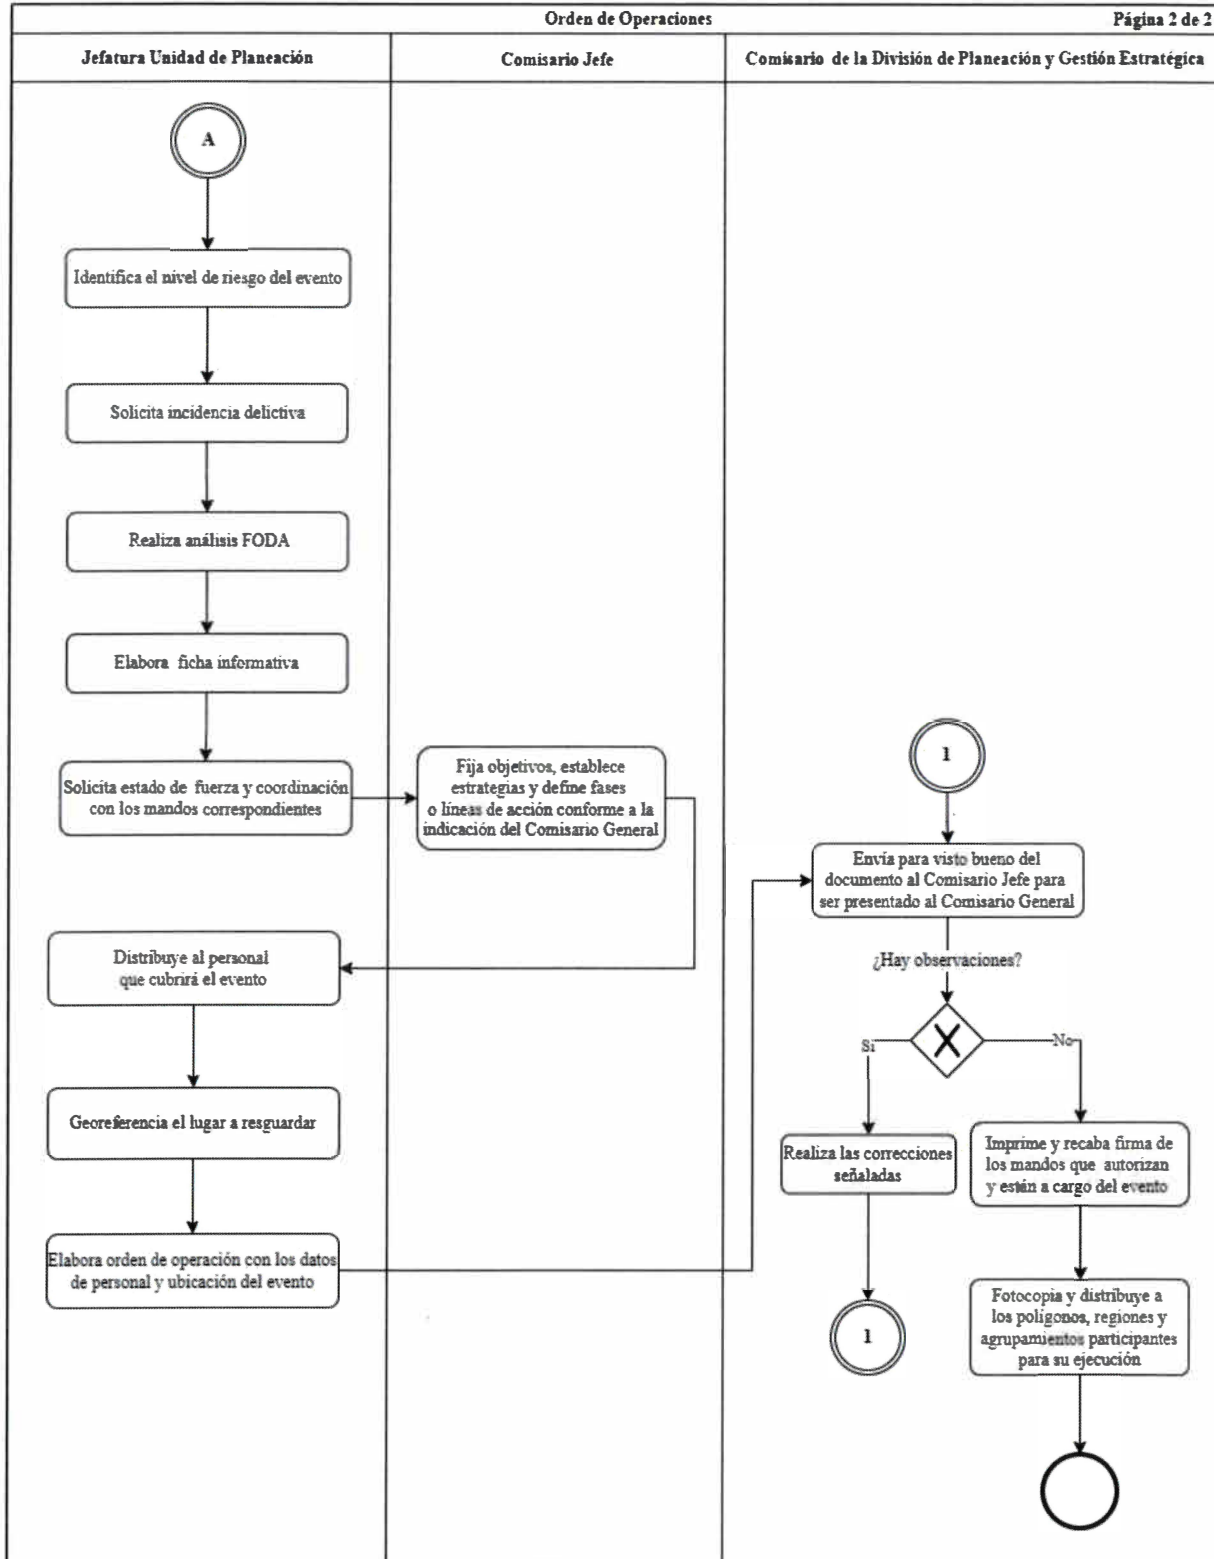 Orden de Operaciones
Página 2 de 2
Jefatura Unidad de Planeación
Comisario Jefe
Comisario de la División de Planeación y Gestión Estratégica
A
Identifica el nivel de riesgo del evento
Solicita incidencia delictiva
Realiza análisis FODA
Elabora ficha informativa
Solicita estado de fuerza y coordinación
con los mandos correspondientes
Fija objetivos, establece
estrategias y define fases
o líneas de acción conforme a la
indicación del Comisario General
Distribuye al personal
que cubrirá el evento
Georeferencia el lugar a resguardar
Elabora orden de operación con los datos
de personal y ubicación del evento
1
Envía para visto bueno del
documento al Comisario Jefe para
ser presentado al Comisario General
¿Hay observaciones?
Si
No
Realiza las correcciones
señaladas
1
Imprime y recaba firma de
los mandos que autorizan
y están a cargo del evento
Fotocopia y distribuye a
los polígonos, regiones y
agrupamientos participantes
para su ejecución